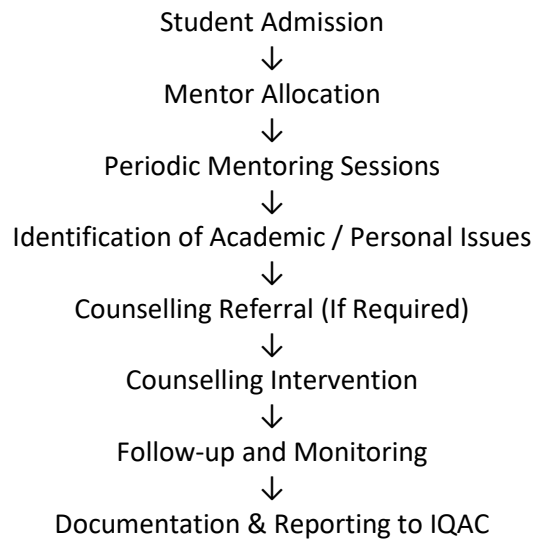 Student Admission
↓
Mentor Allocation
↓
Periodic Mentoring Sessions
↓
Identification of Academic / Personal Issues
↓
Counselling Referral (If Required)
↓
Counselling Intervention
↓
Follow-up and Monitoring
↓
Documentation & Reporting to IQAC